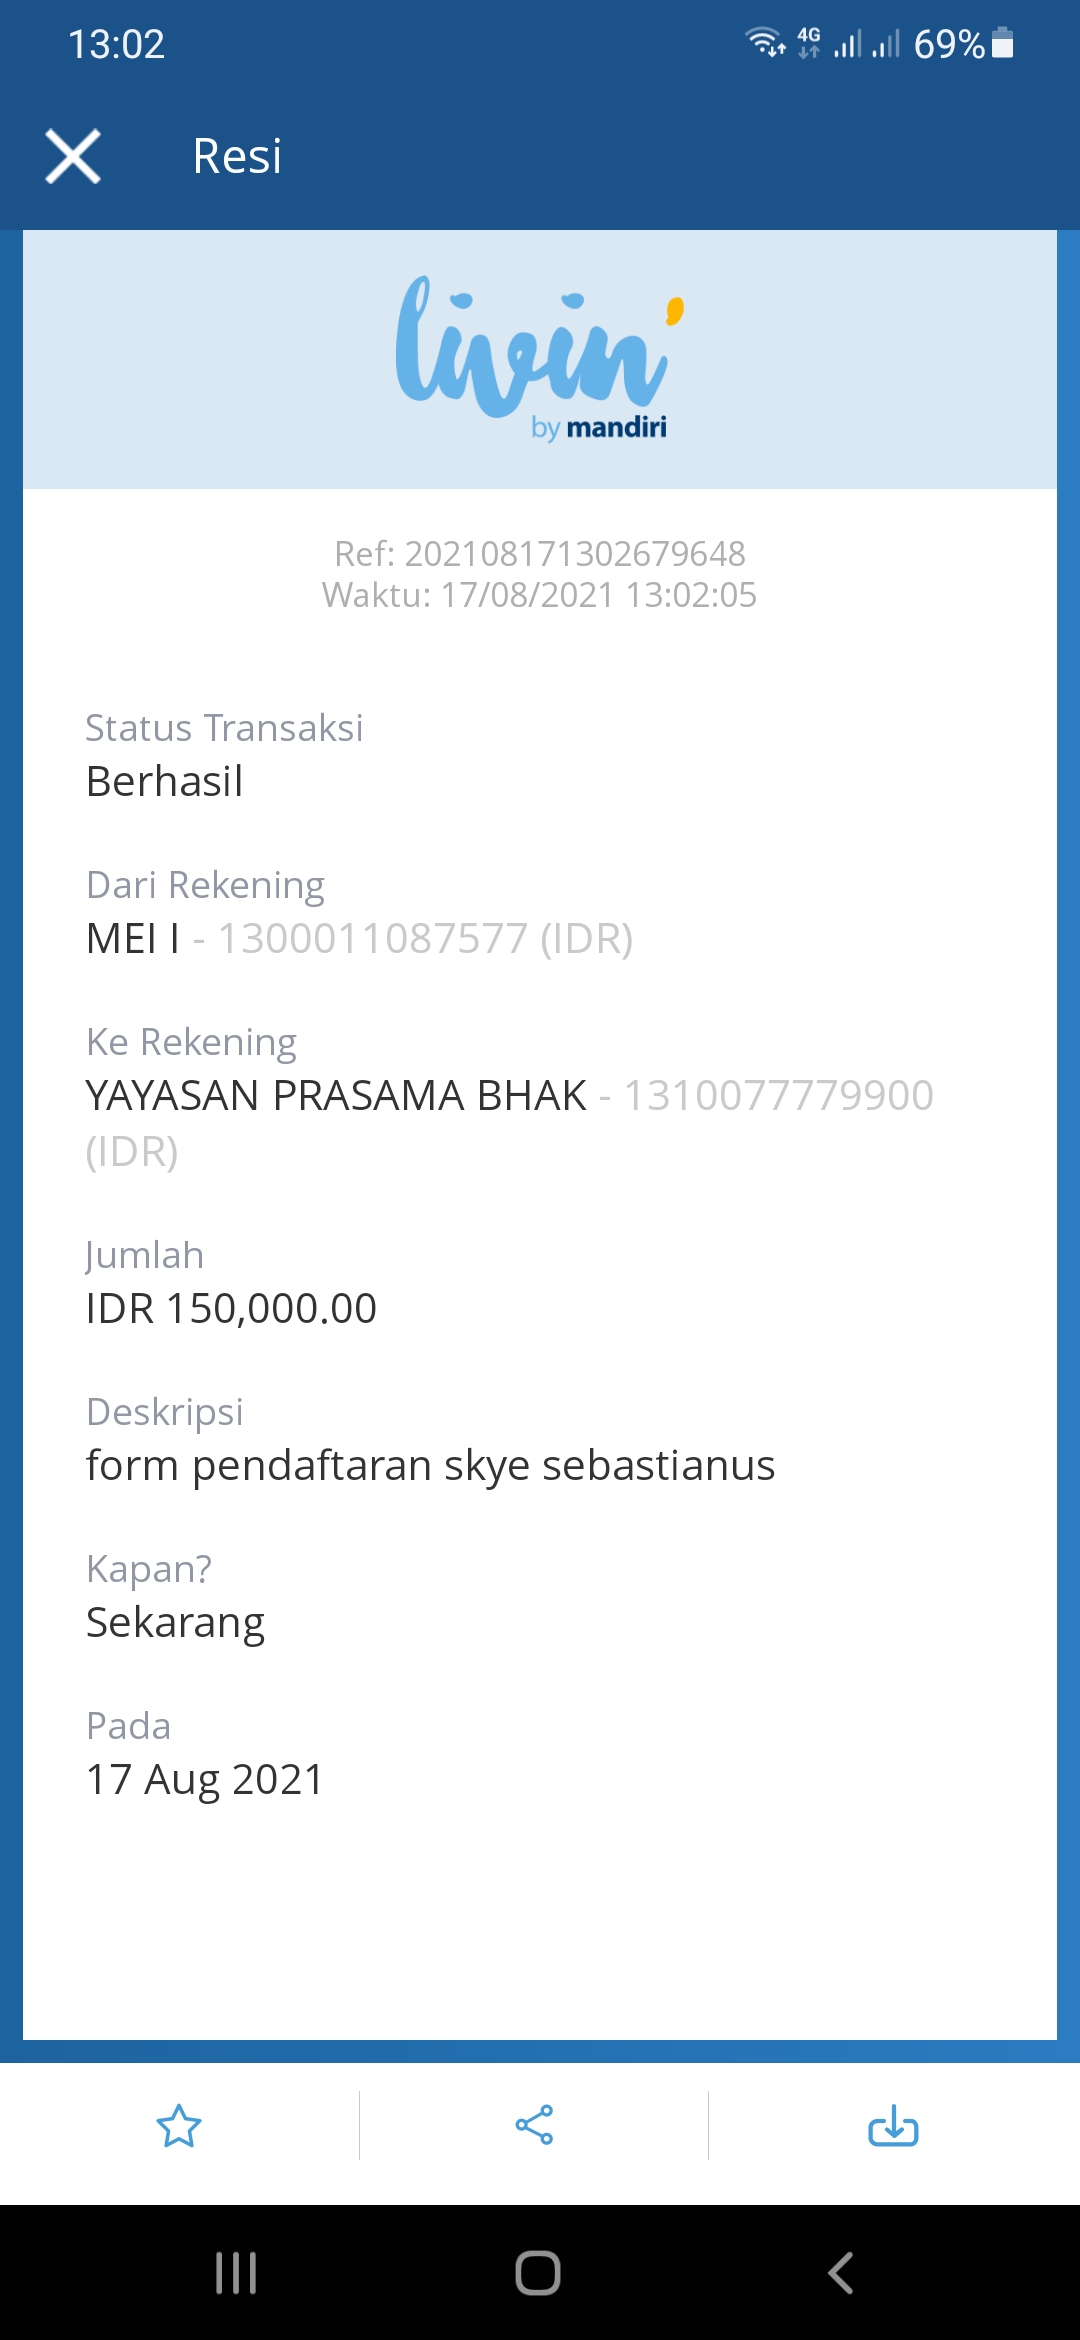 13:02
4G
69%
Resi
livin'
by mandiri
Ref: 202108171302679648
Waktu: 17/08/2021 13:02:05
Status Transaksi
Berhasil
Dari Rekening
MEI I - 1300011087577 (IDR)
Ke Rekening
YAYASAN PRASAMA BHAK - 1310077779900
(IDR)
Jumlah
IDR 150,000.00
Deskripsi
form pendaftaran skye sebastianus
Kapan?
Sekarang
Pada
17 Aug 2021